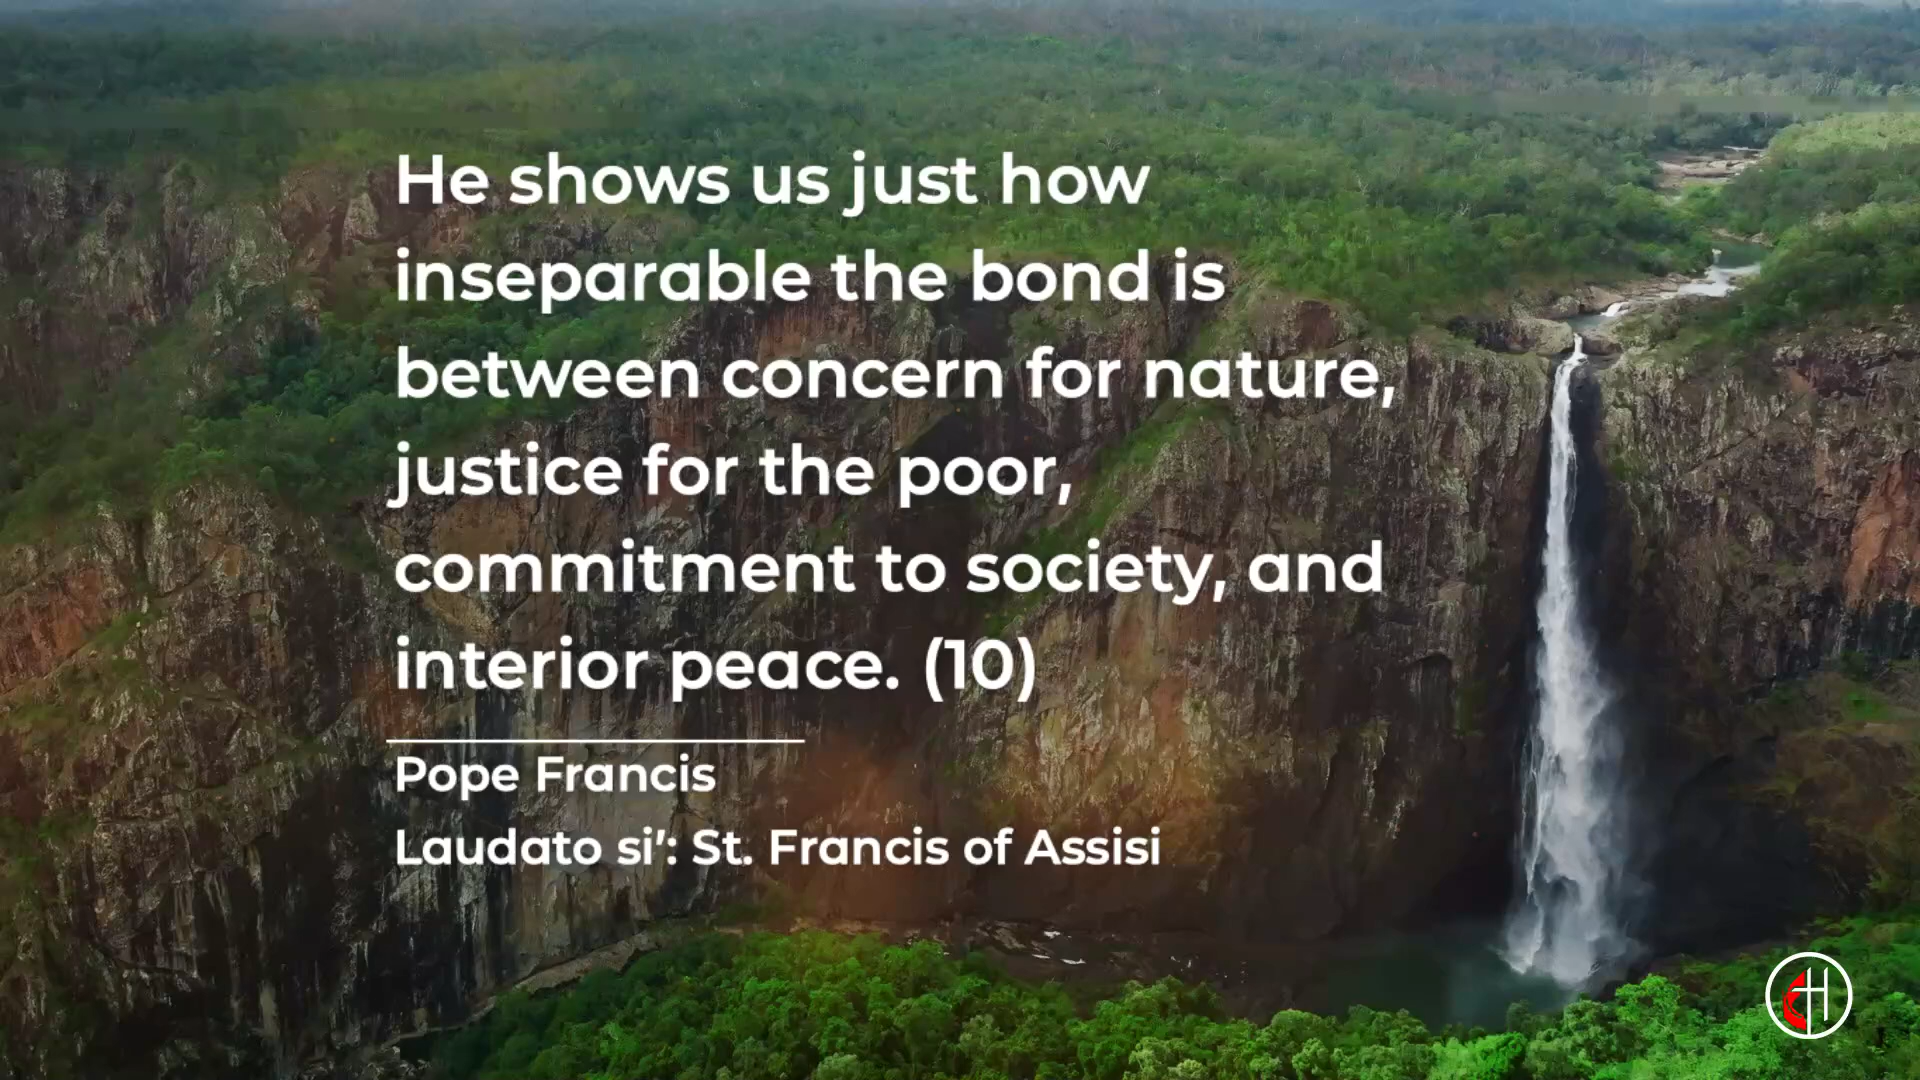 He shows us just how
inseparable the bond is
between concern for nature,
justice for the poor,
commitment to society, and
interior peace. (10)
Pope Francis
Laudato si’: St. Francis of Assisi